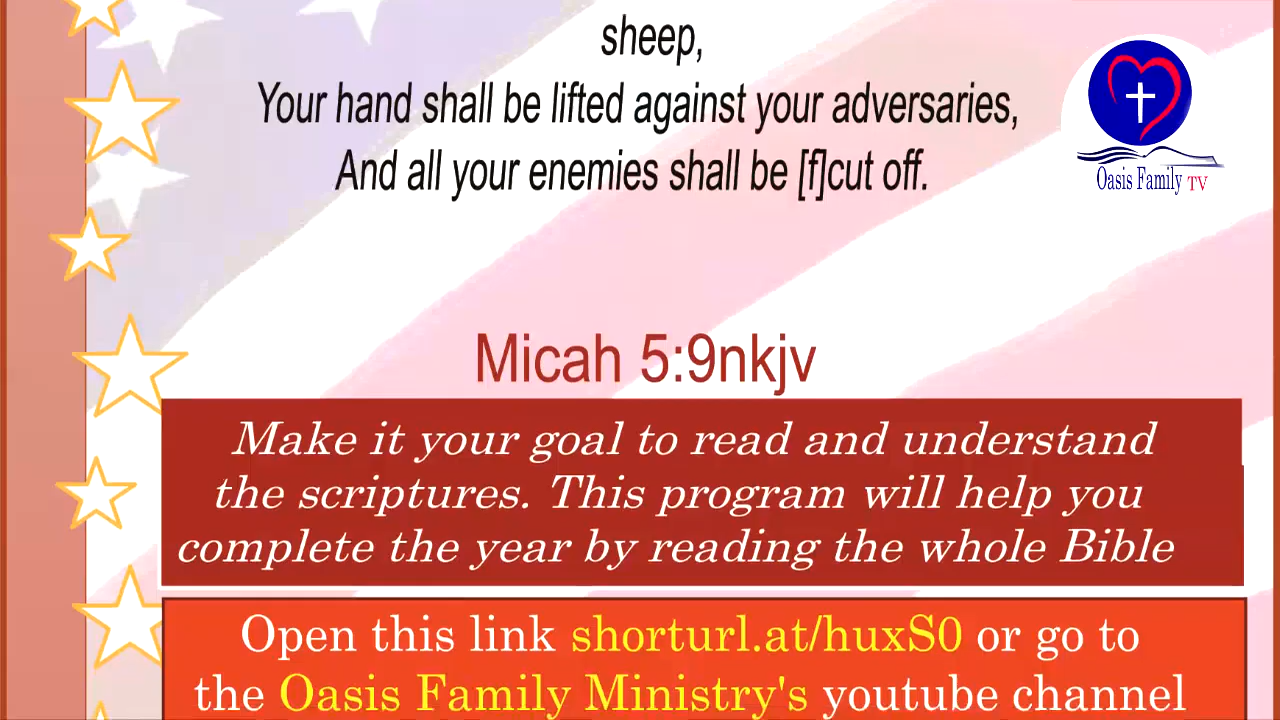 sheep,
Your hand shall be lifted against your adversaries,
And all your enemies shall be [f]cut off.
Oasis Family TV
Micah 5:9nkjv
Make it your goal to read and understand
the scriptures. This program will help you
complete the year by reading the whole Bible
Open this link shorturl.at/huxS0 or go to
the Oasis Family Ministry's youtube channel